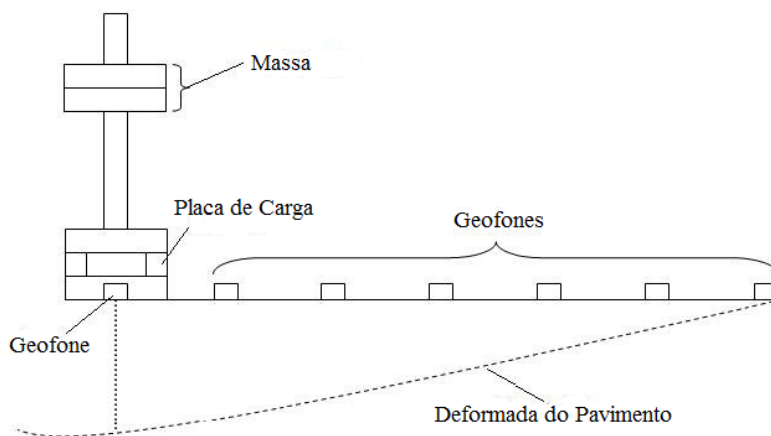 Massa
Placa de Carga
Geofones
Geofone
Deformada do Pavimento